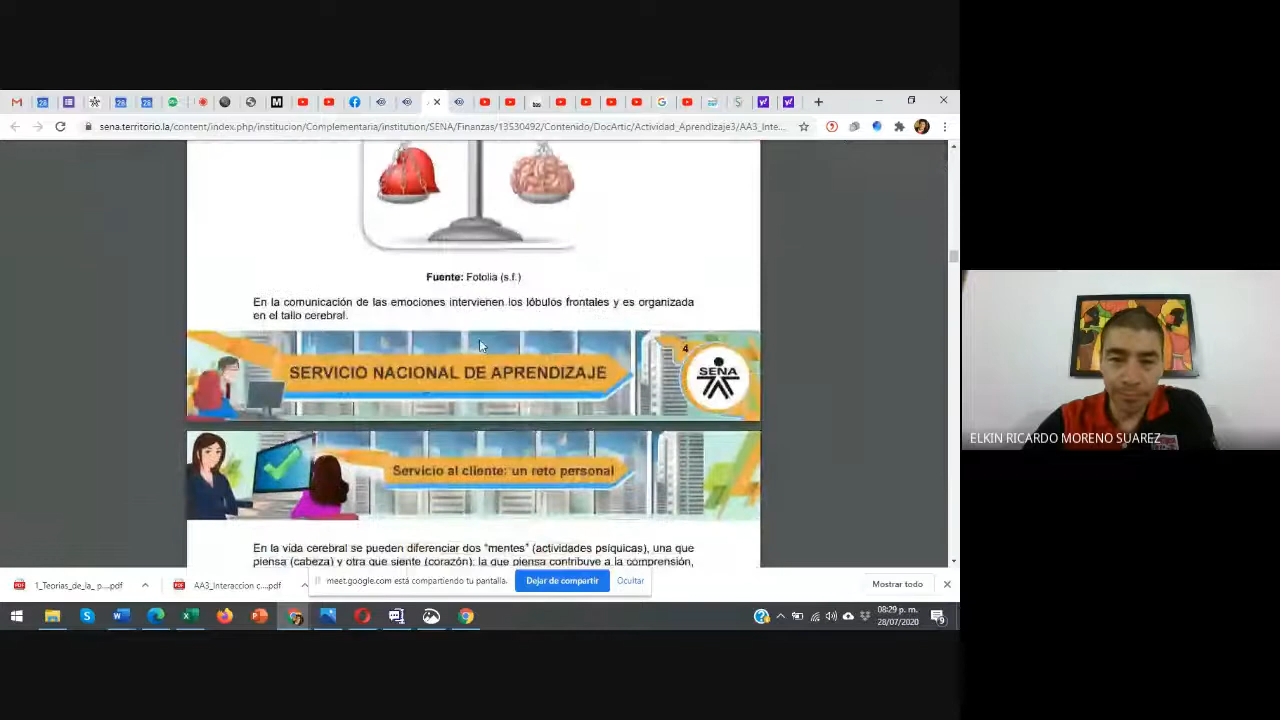 sena.territorio.la/content/index.php/institucion/Complementaria/institution/SENA/Finanzas/13530492/Contenido/DocArtic/Actividad_Aprendizaje3/AA3_Inte...
Fuente: Fotolia (s.f.)
En la comunicación de las emociones intervienen los lóbulos frontales y es organizada
en el tallo cerebral.
4
SERVICIO NACIONAL DE APRENDIZAJE
SENA
Servicio al cliente: un reto personal
En la vida cerebral se pueden diferenciar dos “mentes” (actividades psíquicas), una que
piensa (cabeza) y otra que siente (corazón), la que piensa contribuye a la comprensión,
ELKIN RICARDO MORENO SUAREZ
1_Teorias_de_la_ p....pdf
AA3_Interaccion c....pdf
meet.google.com está compartiendo tu pantalla.
Dejar de compartir
Ocultar
Mostrar todo
08:29 p. m.
28/07/2020